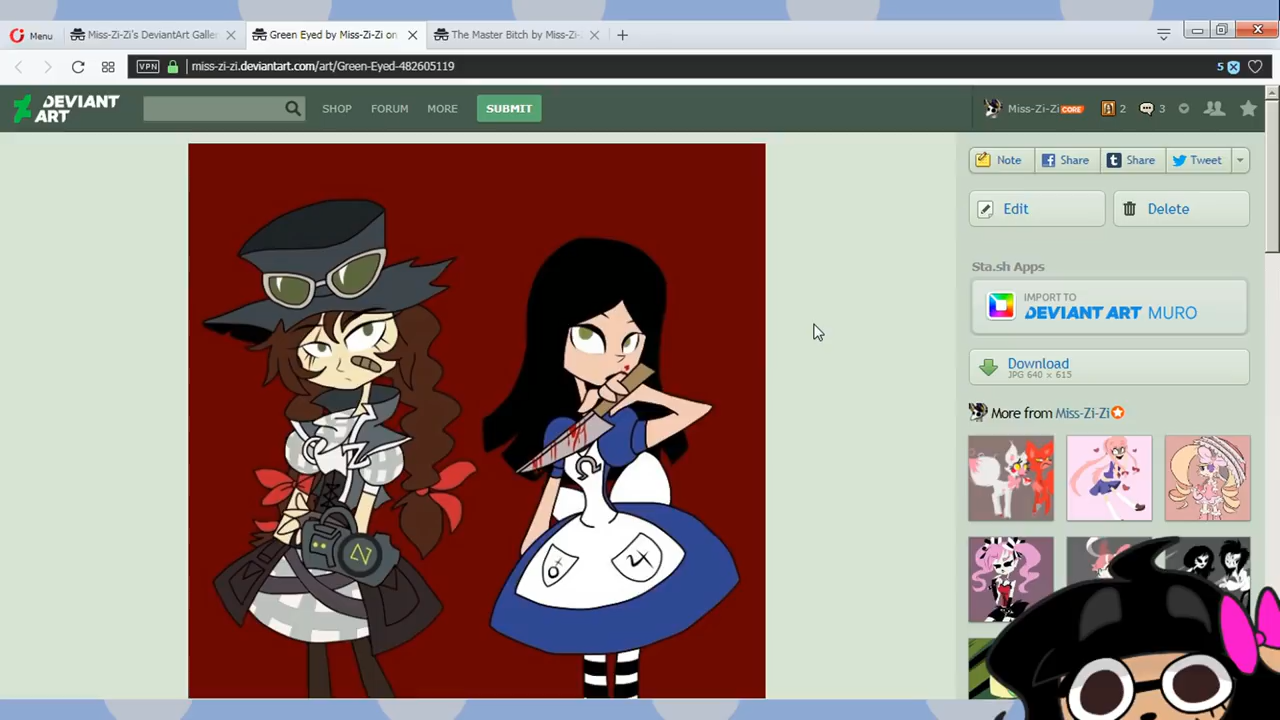 Menu
Miss-Zi-Zi's DeviantArt Galler
Green Eyed by Miss-Zi-Zi on
The Master Bitch by Miss-Zi-
VPN
miss-zi-zi.deviantart.com/art/Green-Eyed-482605119
5
DEVIANT ART
SHOP
FORUM
MORE
SUBMIT
Miss-Zi-Zi CORE
2
3
Note
Share
Share
Tweet
Edit
Delete
Sta.sh Apps
IMPORT TO
DEVIANT ART MURO
Download
JPG 640 × 615
More from Miss-Zi-Zi